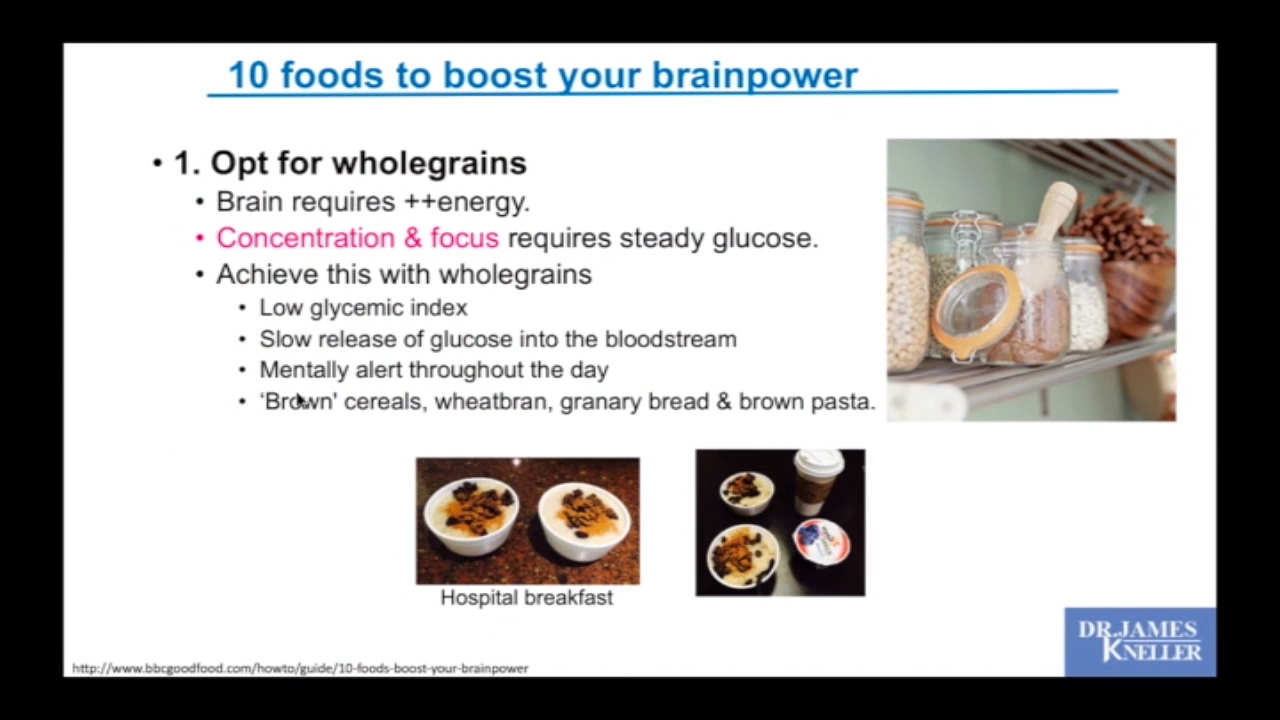 10 foods to boost your brainpower
• 1. Opt for wholegrains
• Brain requires ++energy.
• Concentration & focus requires steady glucose.
• Achieve this with wholegrains
• Low glycemic index
• Slow release of glucose into the bloodstream
• Mentally alert throughout the day
• ‘Brown' cereals, wheatbran, granary bread & brown pasta.
Hospital breakfast
DR.JAMES
KNELLER
http://www.bbcgoodfood.com/howto/guide/10-foods-boost-your-brainpower